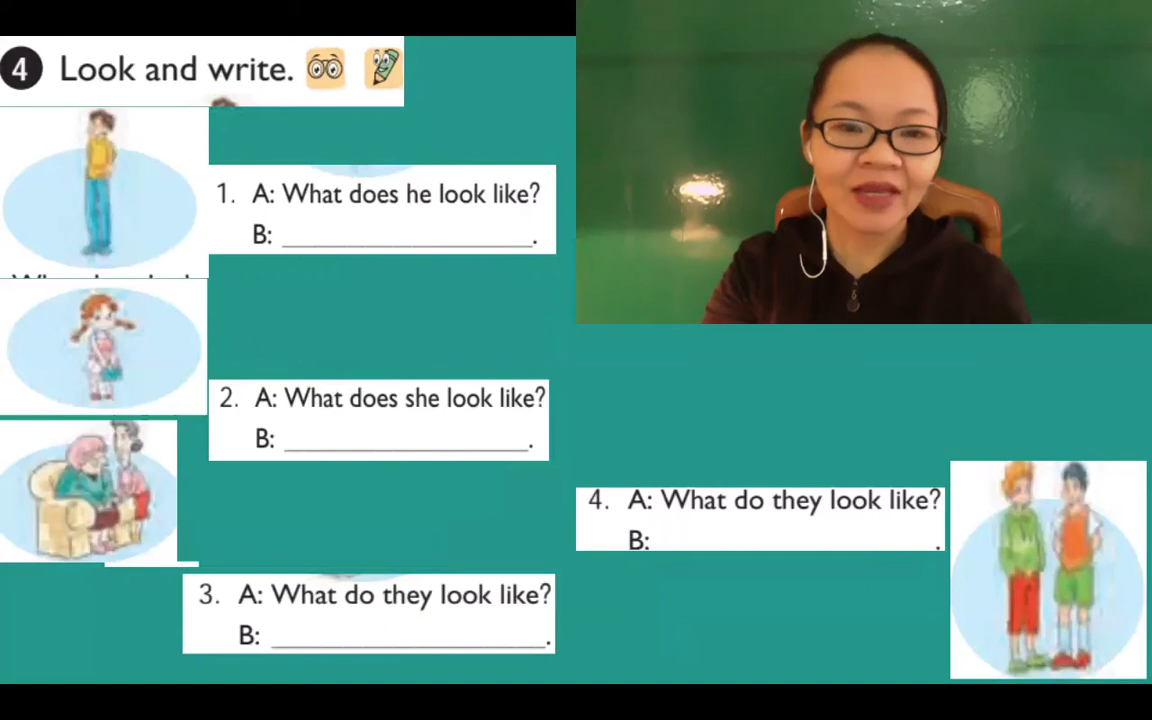 4 Look and write.
1. A: What does he look like?
B: ____________________.
2. A: What does she look like?
B: ____________________.
3. A: What do they look like?
B: ____________________.
4. A: What do they look like?
B: .